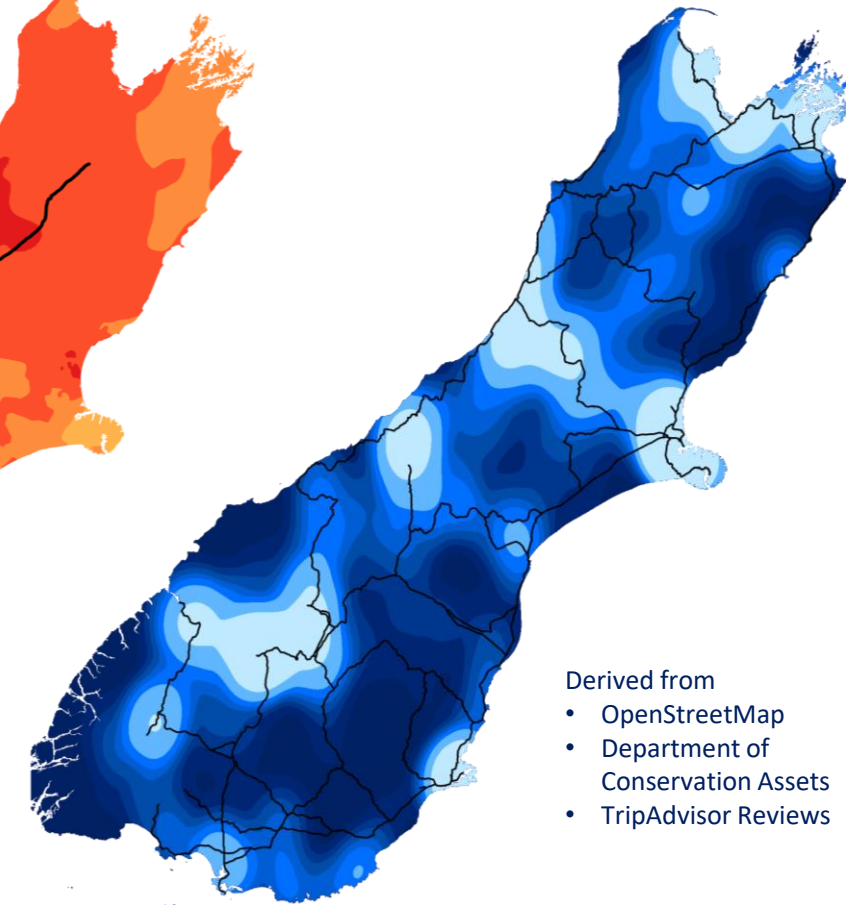 Derived from
• OpenStreetMap
• Department of
Conservation Assets
• TripAdvisor Reviews